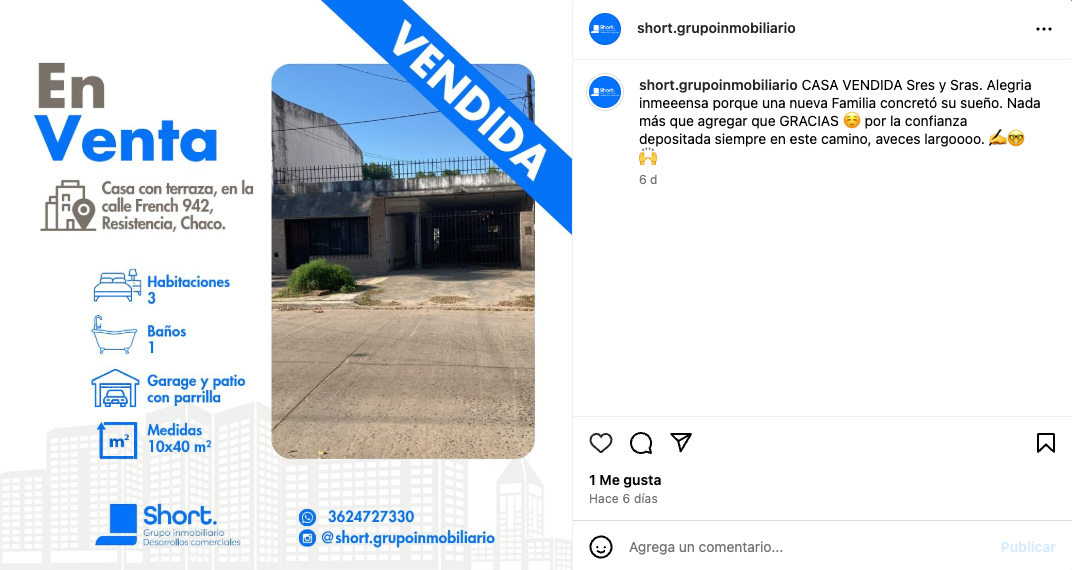 En
Venta
VENDIDA
Casa con terraza, en la
calle French 942,
Resistencia, Chaco.
Habitaciones
3
Baños
1
Garage y patio
con parrilla
m²
Medidas
10x40 m²
Short.
Grupo inmobiliario
Desarrollos comerciales
3624727330
@short.grupoinmobiliario
Short.
short.grupoinmobiliario
Short.
short.grupoinmobiliario CASA VENDIDA Sres y Sras. Alegria
inmeeensa porque una nueva Familia concretó su sueño. Nada
más que agregar que GRACIAS ☺️ por la confianza
depositada siempre en este camino, aveces largoooo. ✍️🤓
🙌
6 d
1 Me gusta
Hace 6 días
Agrega un comentario...
Publicar